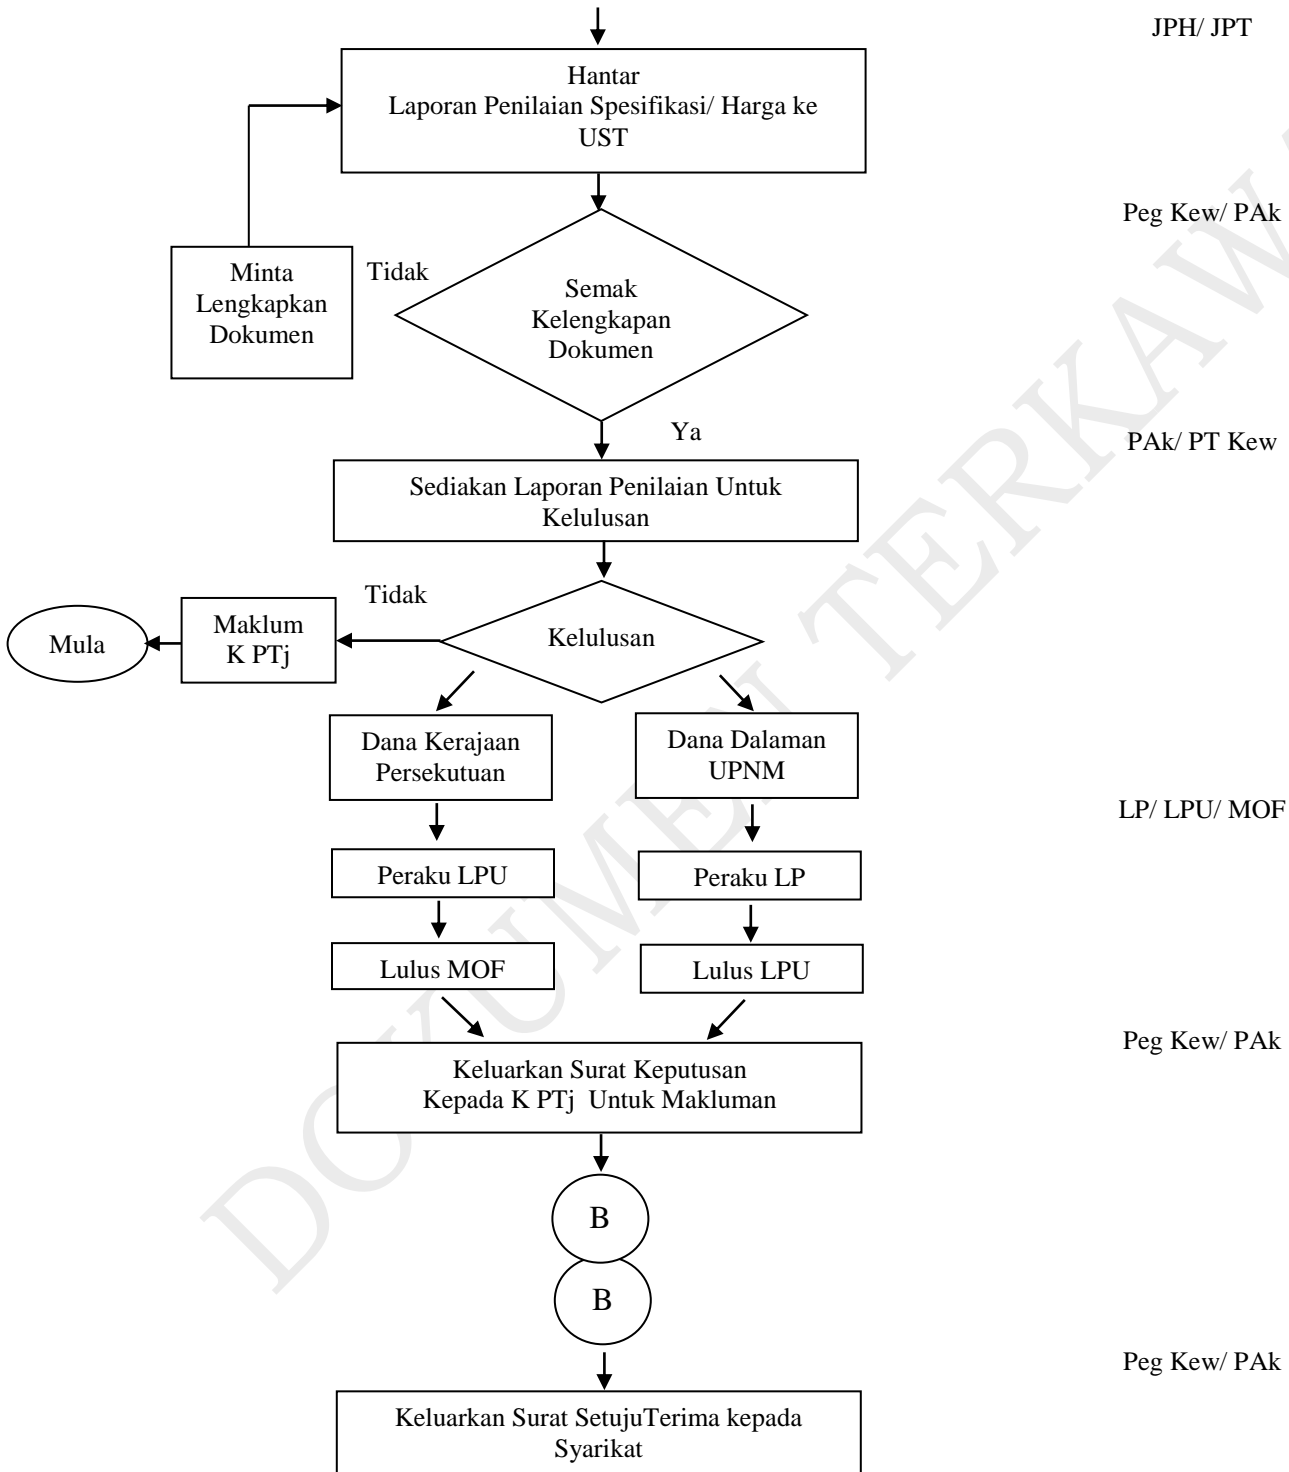 JPH/ JPT
Hantar
Laporan Penilaian Spesifikasi/ Harga ke
UST
Peg Kew/ PAk
Minta
Lengkapkan
Dokumen
Tidak
Semak
Kelengkapan
Dokumen
Ya
PAk/ PT Kew
Sediakan Laporan Penilaian Untuk
Kelulusan
Tidak
Mula
Maklum
K PTj
Kelulusan
Dana Kerajaan
Persekutuan
Dana Dalaman
UPNM
LP/ LPU/ MOF
Peraku LPU
Peraku LP
Lulus MOF
Lulus LPU
Peg Kew/ PAk
Keluarkan Surat Keputusan
Kepada K PTj  Untuk Makluman
B
B
Peg Kew/ PAk
Keluarkan Surat SetujuTerima kepada
Syarikat
DOKUMEN TERKAWA